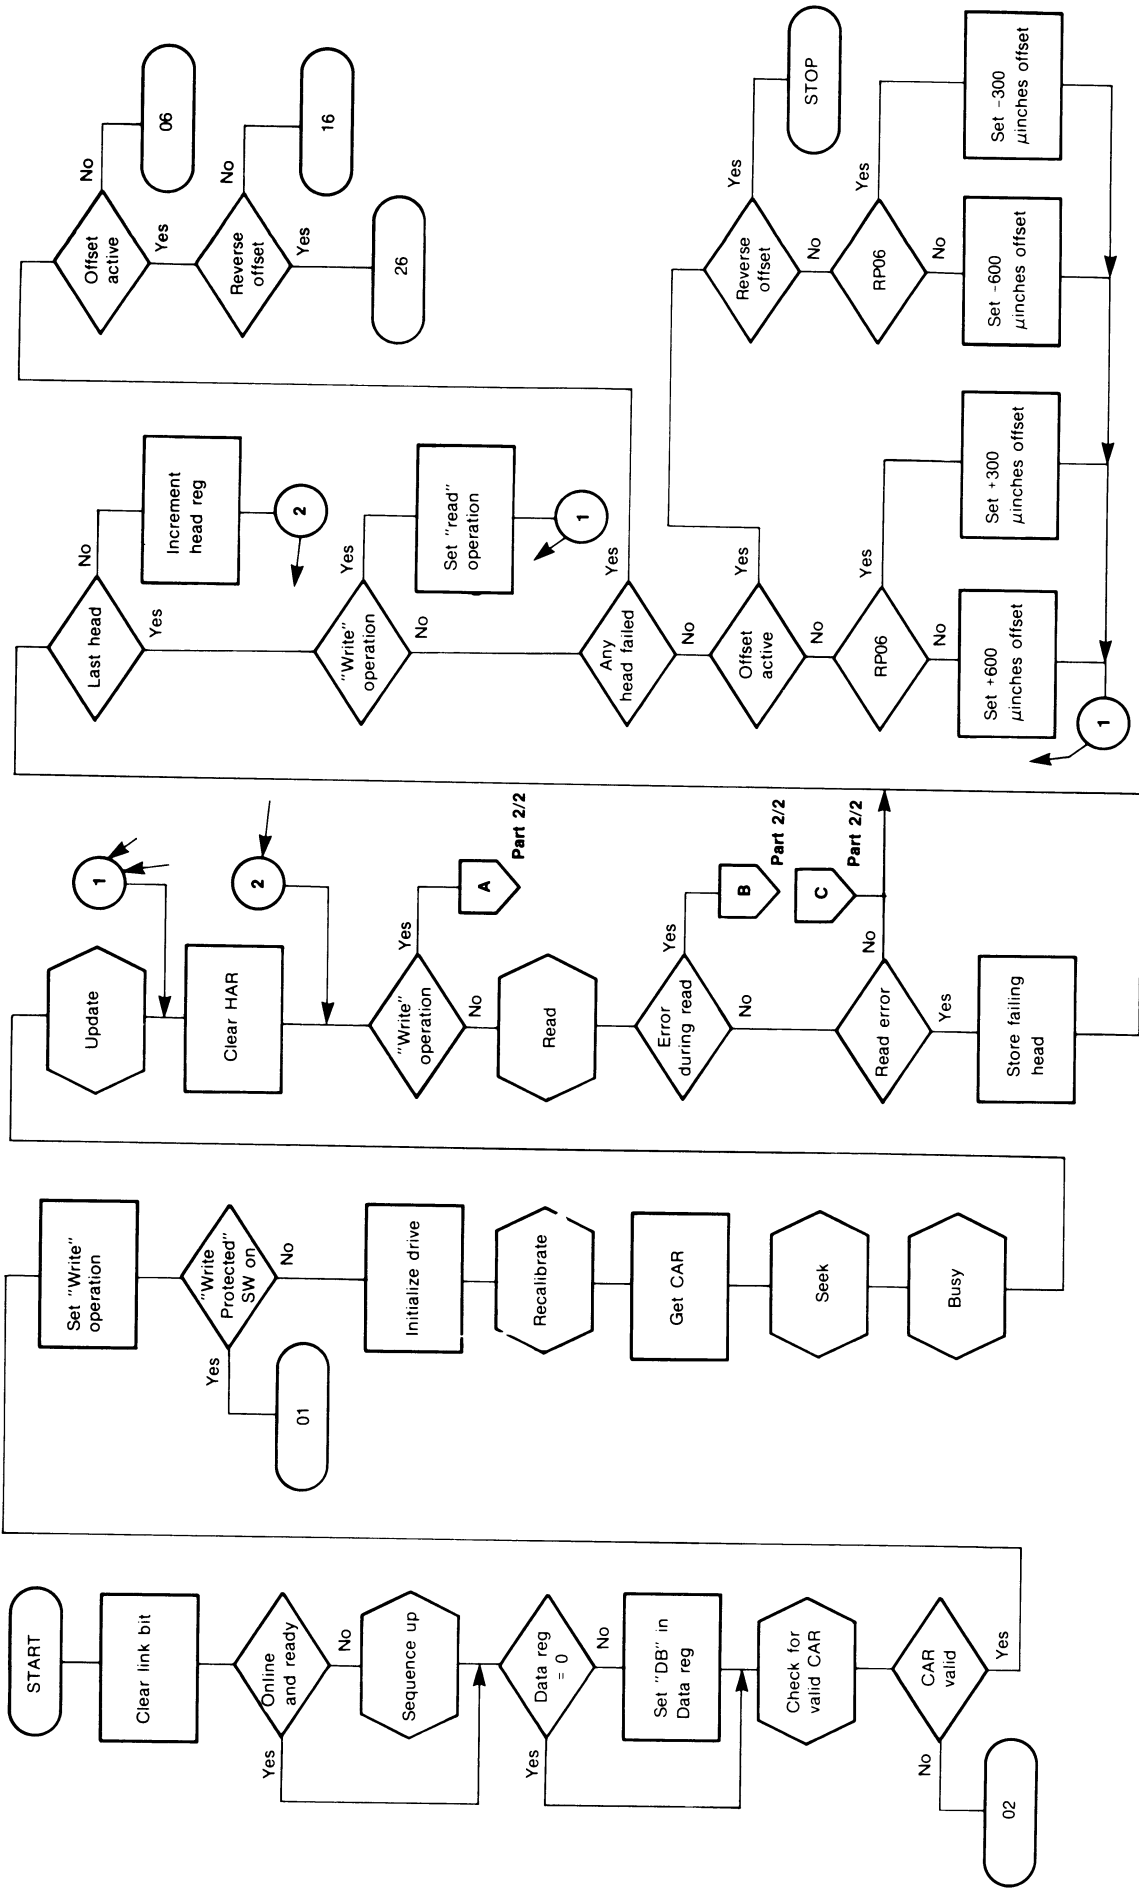 START
Clear link bit
Online
and ready
Yes
No
Sequence up
Data reg
= 0
Yes
No
Set "DB" in
Data reg
Check for
valid CAR
CAR
valid
No
Yes
02
Set "Write"
operation
"Write
Protected"
SW on
Yes
No
01
Initialize drive
Recalibrate
Get CAR
Seek
Busy
Update
1
Clear HAR
2
"Write"
operation
Yes
No
A
Part 2/2
Read
Error
during read
Yes
No
B
Part 2/2
C
Part 2/2
Read error
No
Yes
Store failing
head
Last head
No
Yes
Increment
head reg
2
"Write"
operation
Yes
No
Set "read"
operation
1
Any
head failed
Yes
No
Offset
active
Yes
No
RP06
Yes
No
Set +600
µinches offset
Set +300
µinches offset
1
Offset
active
No
Yes
06
Reverse
offset
No
Yes
16
26
Reverse
offset
Yes
No
STOP
RP06
Yes
No
Set -600
µinches offset
Set -300
µinches offset